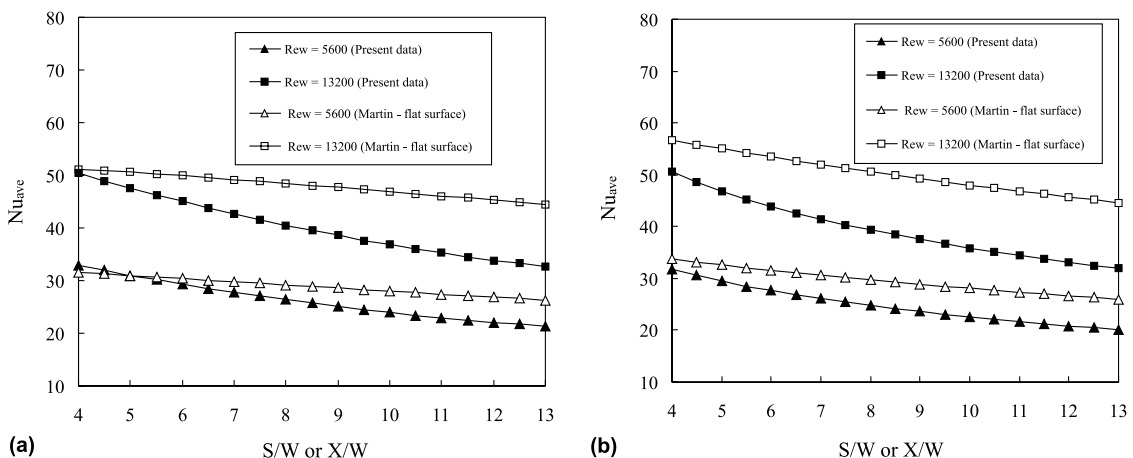 80
70
60
50
40
30
20
10
Nuave
Rew = 5600 (Present data)
Rew = 13200 (Present data)
Rew = 5600 (Martin - flat surface)
Rew = 13200 (Martin - flat surface)
4 5 6 7 8 9 10 11 12 13
S/W or X/W
(a)
80
70
60
50
40
30
20
10
Nuave
Rew = 5600 (Present data)
Rew = 13200 (Present data)
Rew = 5600 (Martin - flat surface)
Rew = 13200 (Martin - flat surface)
4 5 6 7 8 9 10 11 12 13
S/W or X/W
(b)